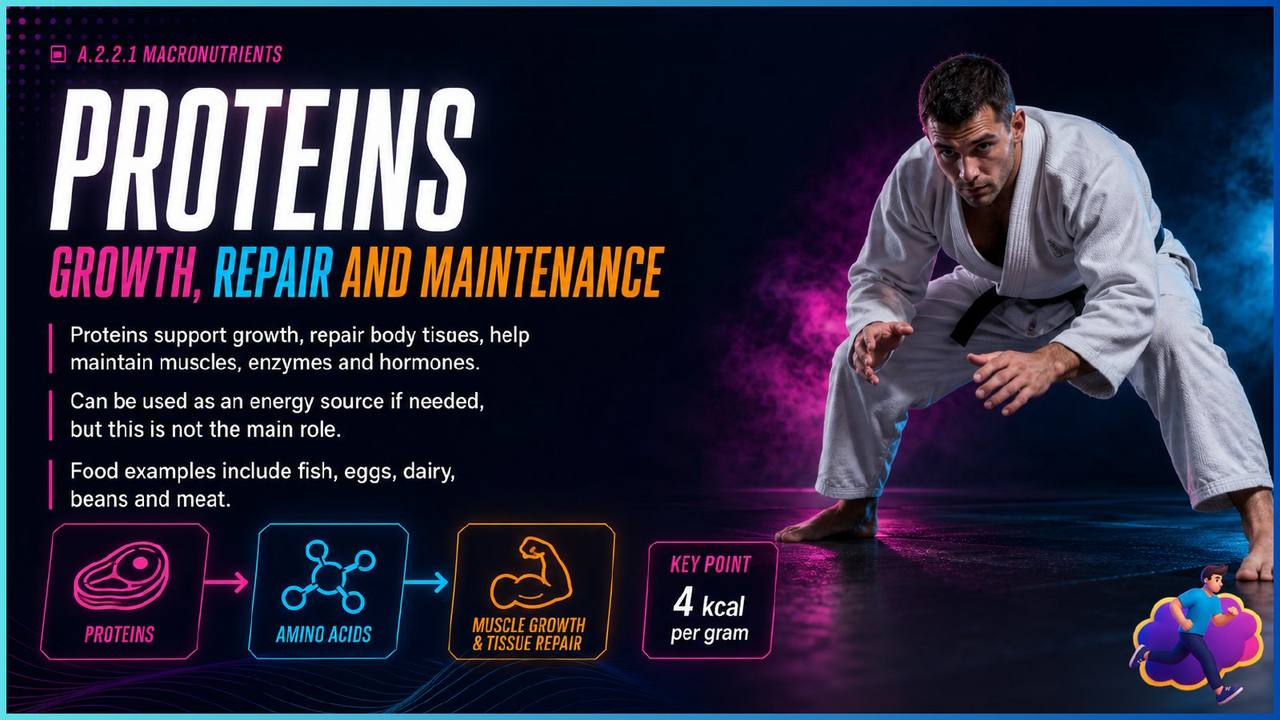 A.2.2.1 MACRONUTRIENTS
PROTEINS
GROWTH, REPAIR AND MAINTENANCE
Proteins support growth, repair body tisues, help
maintain muscles, enzymes and hormones.
Can be used as an energy source if needed,
but this is not the main role.
Food examples include fish, eggs, dairy,
beans and meat.
PROTEINS
AMINO ACIDS
MUSCLE GROWTH
& TISSUE REPAIR
KEY POINT
4 kcal
per gram